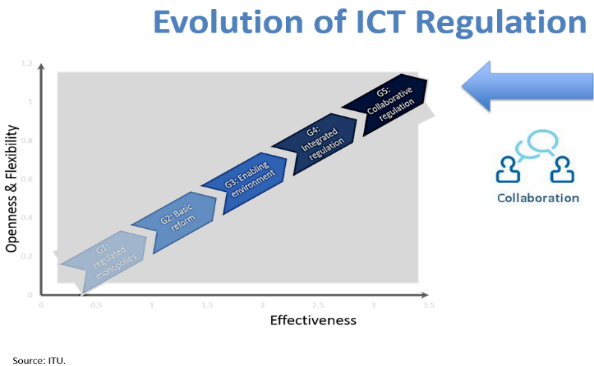 Evolution of ICT Regulation
1.2
1
0.8
0.6
0.4
0.2
0
Openness & Flexibility
G1:
regulated
monopolies
G2: Basic
reform
G3: Enabling
environment
G4:
Integrated
regulation
G5:
Collaborative
regulation
0
0.5
1
1.5
2
2.5
3
3.5
Effectiveness
Collaboration
Source: ITU.